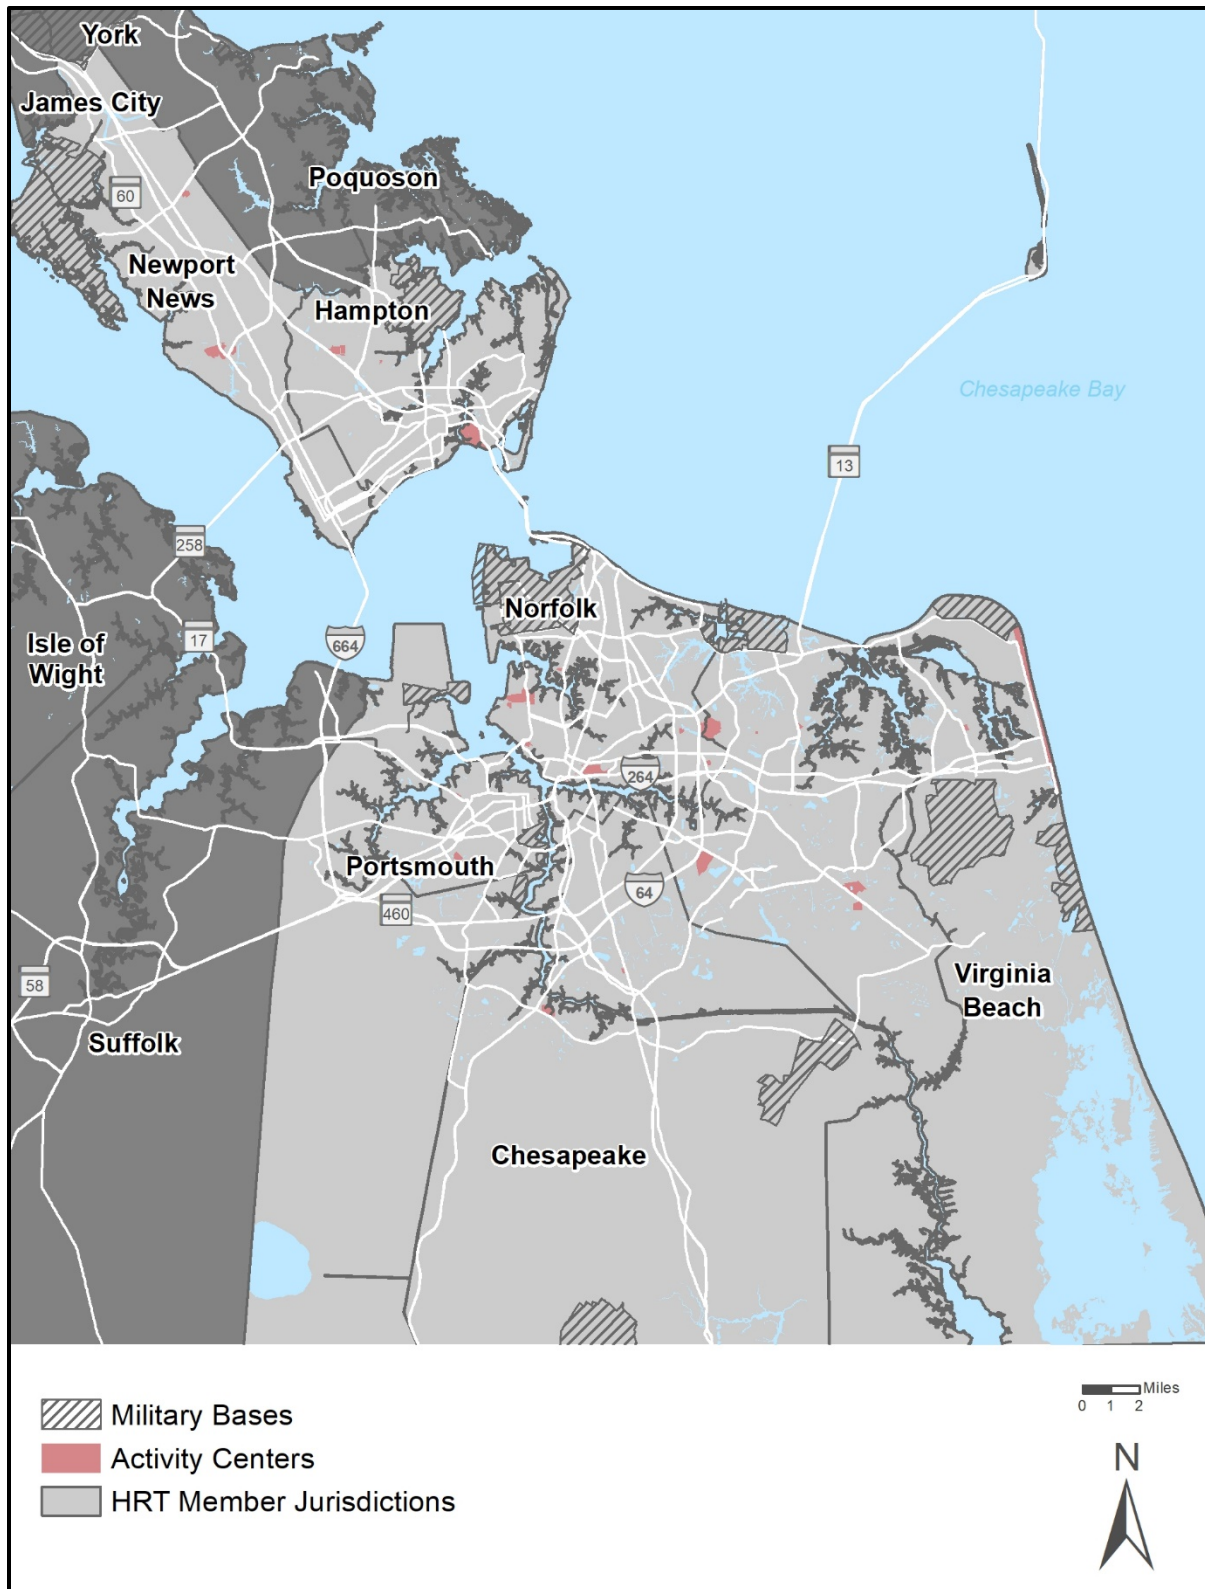 York
James City
60
Poquoson
Newport
News
Hampton
Chesapeake Bay
13
258
17
664
Norfolk
Isle of
Wight
264
Portsmouth
64
460
58
Virginia
Beach
Suffolk
Chesapeake
Military Bases
Activity Centers
HRT Member Jurisdictions
Miles
0 1 2
N